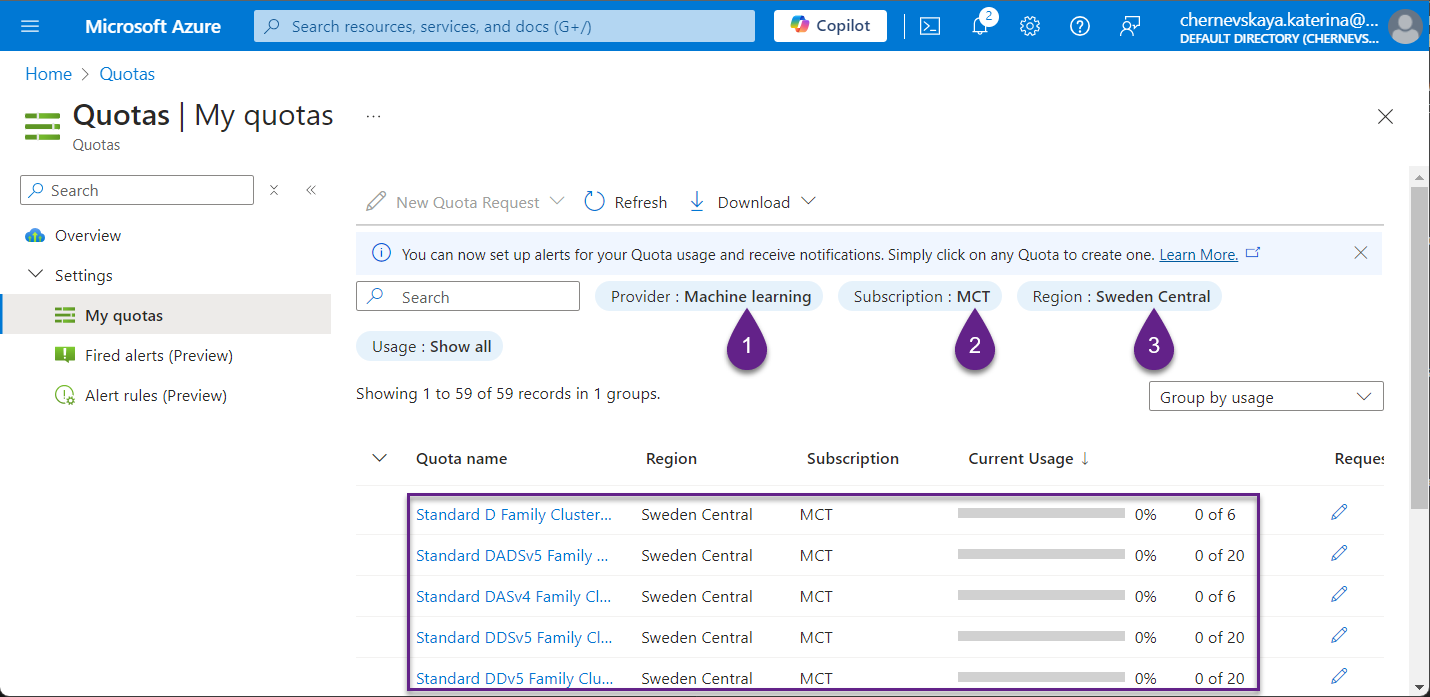 Microsoft Azure
Search resources, services, and docs (G+/)
Copilot
2
chernevskaya.katerina@...
DEFAULT DIRECTORY (CHERNEVS...
Home > Quotas
Quotas | My quotas ...
Quotas
Search
Overview
Settings
My quotas
Fired alerts (Preview)
Alert rules (Preview)
New Quota Request
Refresh
Download
You can now set up alerts for your Quota usage and receive notifications. Simply click on any Quota to create one. Learn More.
Search
Provider : Machine learning
Subscription : MCT
Region : Sweden Central
Usage : Show all
1
2
3
Showing 1 to 59 of 59 records in 1 groups.
Group by usage
Quota name Region Subscription Current Usage ↓ Reques
Standard D Family Cluster... Sweden Central MCT 0% 0 of 6
Standard DADSv5 Family ... Sweden Central MCT 0% 0 of 20
Standard DASv4 Family Cl... Sweden Central MCT 0% 0 of 6
Standard DDSv5 Family Cl... Sweden Central MCT 0% 0 of 20
Standard DDv5 Family Clu... Sweden Central MCT 0% 0 of 20